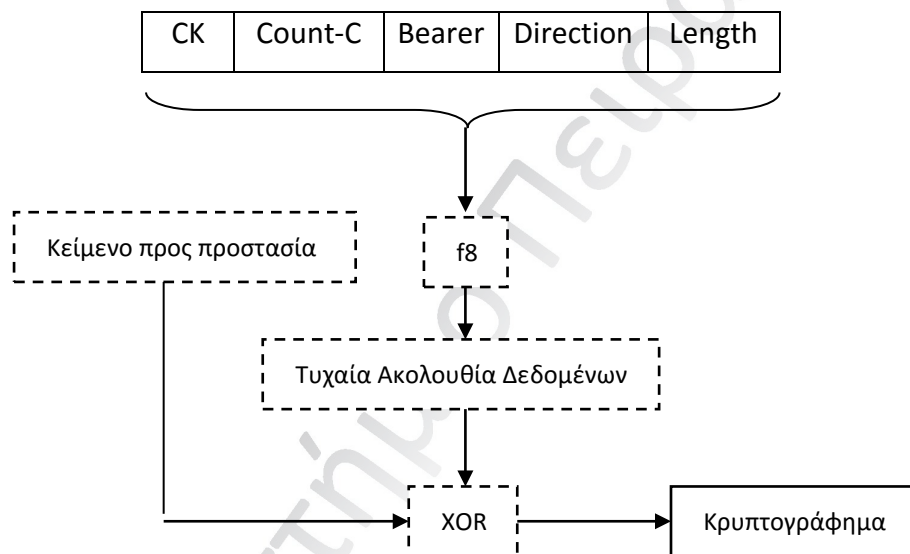 CK Count-C Bearer Direction Length
Κείμενο προς προστασία
f8
Τυχαία Ακολουθία Δεδομένων
XOR
Κρυπτογράφημα